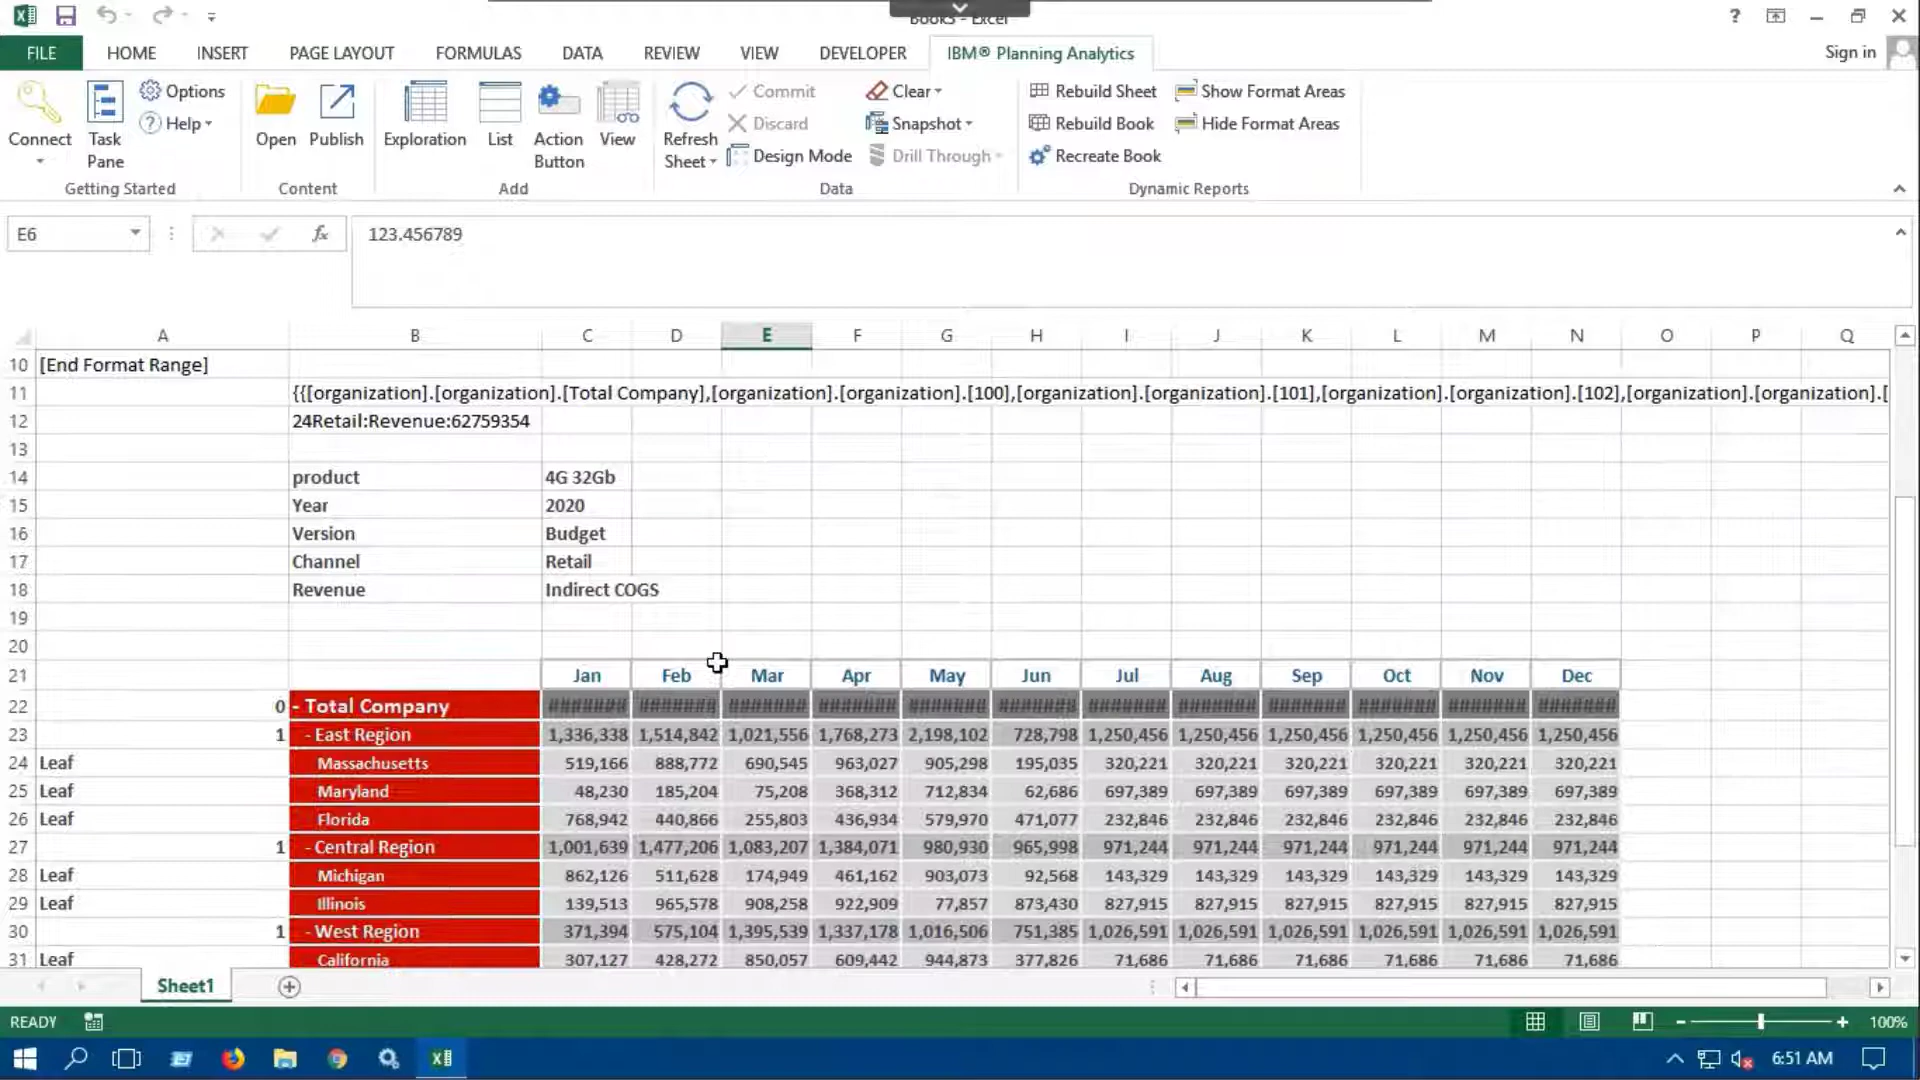 Book3 - Excel
? 
FILE HOME INSERT PAGE LAYOUT FORMULAS DATA REVIEW VIEW DEVELOPER IBM® Planning Analytics Sign in
Connect Task Pane Options Help
Getting Started
Open Publish
Content
Exploration List Action Button View
Add
Refresh Sheet Commit Discard Design Mode Clear Snapshot Drill Through
Data
Rebuild Sheet Rebuild Book Recreate Book Show Format Areas Hide Format Areas
Dynamic Reports
E6 fx 123.456789
A B C D E F G H I J K L M N O P Q
10 [End Format Range]
11 {{[organization].[organization].[Total Company],[organization].[organization].[100],[organization].[organization].[101],[organization].[organization].[102],[organization].[organization].[
12 24Retail:Revenue:62759354
13
14 product 4G 32Gb
15 Year 2020
16 Version Budget
17 Channel Retail
18 Revenue Indirect COGS
19
20
21 Jan Feb Mar Apr May Jun Jul Aug Sep Oct Nov Dec
22 0 - Total Company ####### ####### ####### ####### ####### ####### ####### ####### ####### ####### ####### #######
23 1 - East Region 1,336,338 1,514,842 1,021,556 1,768,273 2,198,102 728,798 1,250,456 1,250,456 1,250,456 1,250,456 1,250,456 1,250,456
24 Leaf Massachusetts 519,166 888,772 690,545 963,027 905,298 195,035 320,221 320,221 320,221 320,221 320,221 320,221
25 Leaf Maryland 48,230 185,204 75,208 368,312 712,834 62,686 697,389 697,389 697,389 697,389 697,389 697,389
26 Leaf Florida 768,942 440,866 255,803 436,934 579,970 471,077 232,846 232,846 232,846 232,846 232,846 232,846
27 1 - Central Region 1,001,639 1,477,206 1,083,207 1,384,071 980,930 965,998 971,244 971,244 971,244 971,244 971,244 971,244
28 Leaf Michigan 862,126 511,628 174,949 461,162 903,073 92,568 143,329 143,329 143,329 143,329 143,329 143,329
29 Leaf Illinois 139,513 965,578 908,258 922,909 77,857 873,430 827,915 827,915 827,915 827,915 827,915 827,915
30 1 - West Region 371,394 575,104 1,395,539 1,337,178 1,016,506 751,385 1,026,591 1,026,591 1,026,591 1,026,591 1,026,591 1,026,591
31 Leaf California 307,127 428,272 850,057 609,442 944,873 377,826 71,686 71,686 71,686 71,686 71,686 71,686
Sheet1
READY 100%
6:51 AM